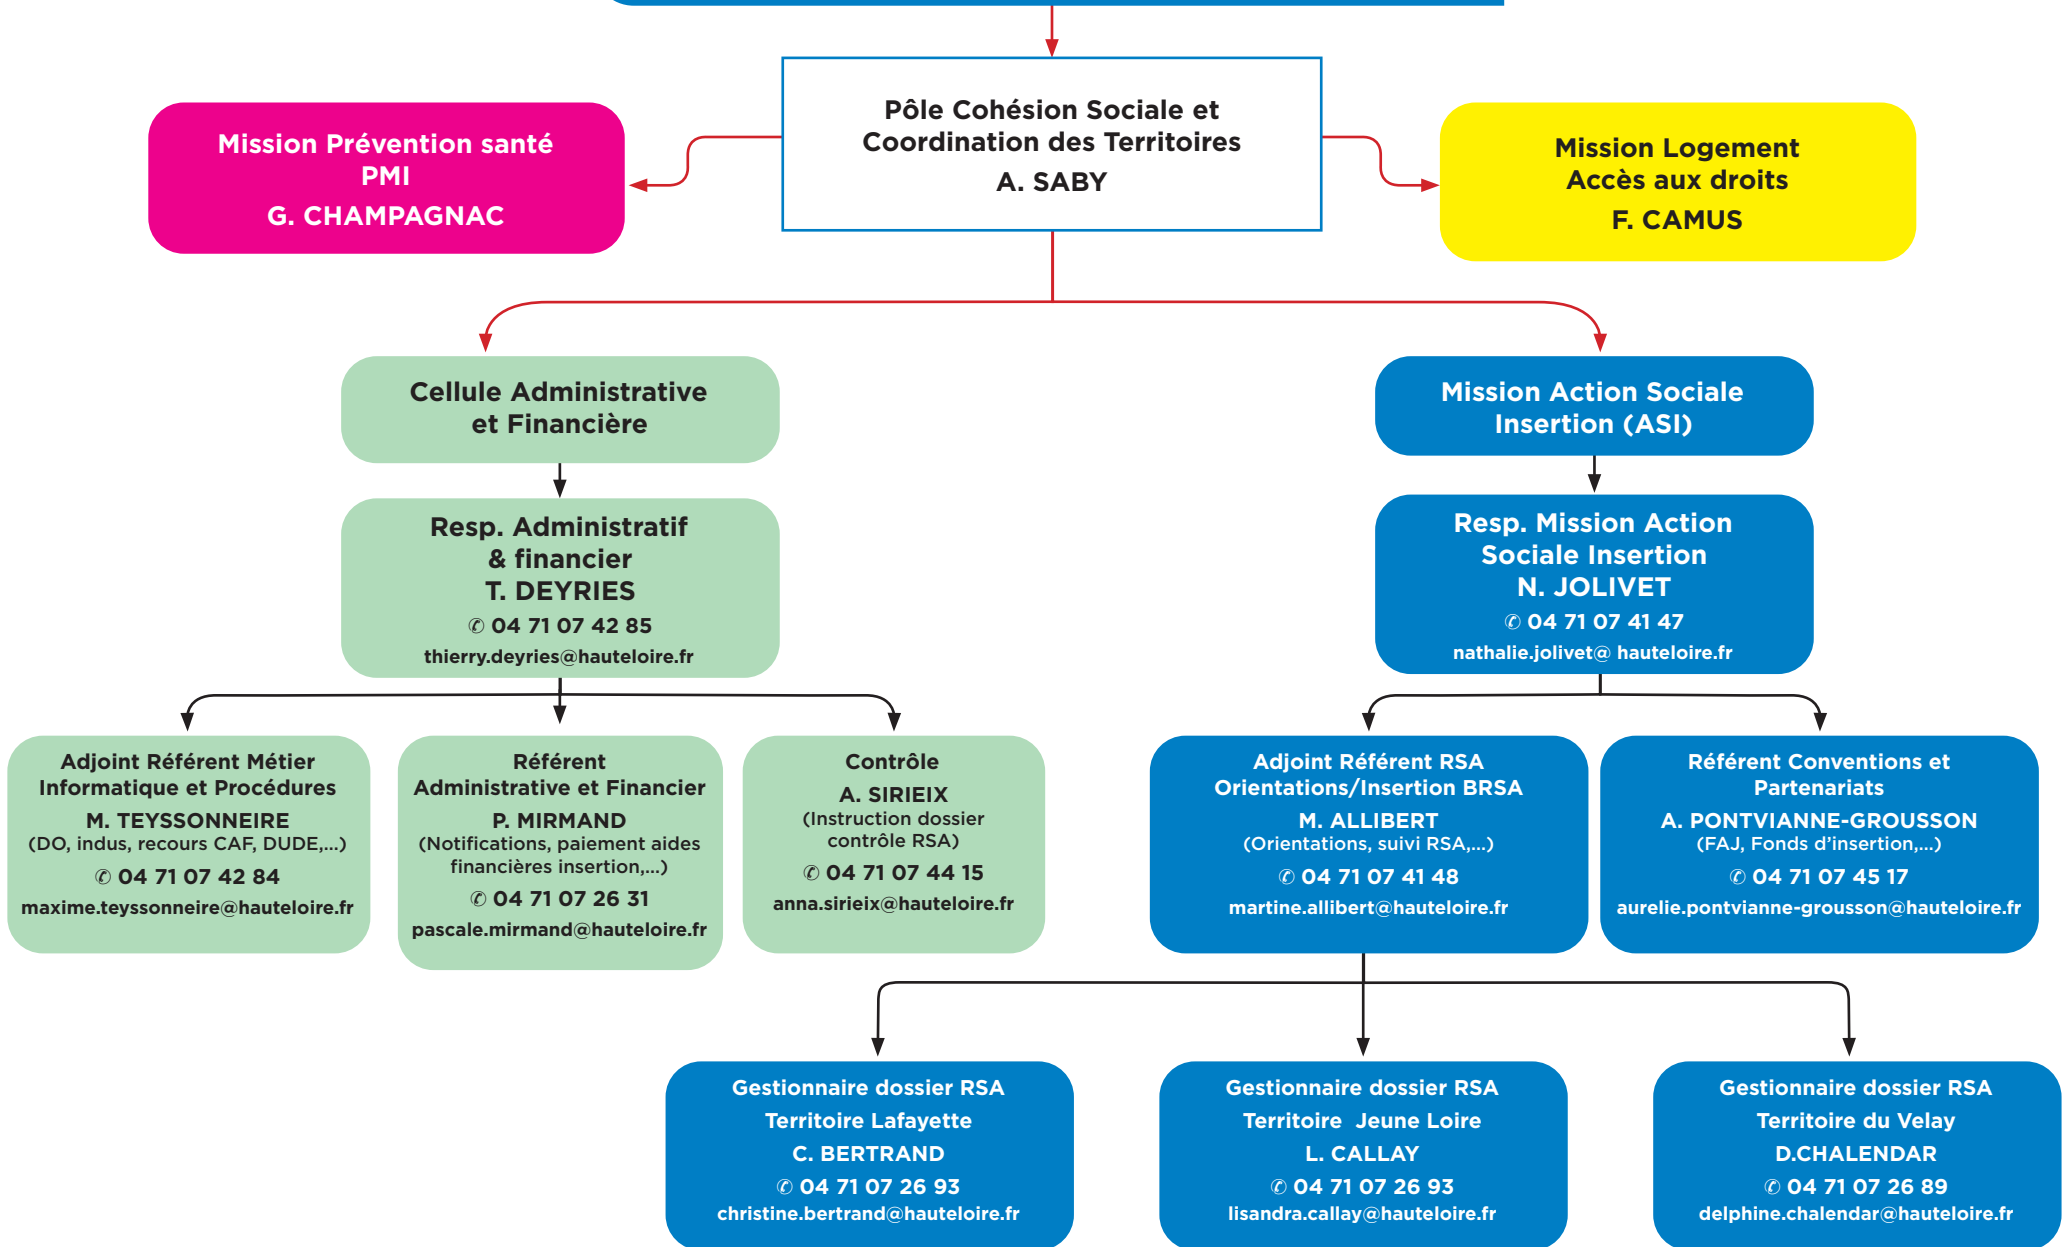 Pôle Cohésion Sociale et
Coordination des Territoires
A. SABY
Mission Prévention santé
PMI
G. CHAMPAGNAC
Mission Logement
Accès aux droits
F. CAMUS
Cellule Administrative
et Financière
Mission Action Sociale
Insertion (ASI)
Resp. Administratif
& financier
T. DEYRIES
✆ 04 71 07 42 85
thierry.deyries@hauteloire.fr
Resp. Mission Action
Sociale Insertion
N. JOLIVET
✆ 04 71 07 41 47
nathalie.jolivet@ hauteloire.fr
Adjoint Référent Métier
Informatique et Procédures
M. TEYSSONNEIRE
(DO, indus, recours CAF, DUDE,...)
✆ 04 71 07 42 84
maxime.teyssonneire@hauteloire.fr
Référent
Administrative et Financier
P. MIRMAND
(Notifications, paiement aides
financières insertion,...)
✆ 04 71 07 26 31
pascale.mirmand@hauteloire.fr
Contrôle
A. SIRIEIX
(Instruction dossier
contrôle RSA)
✆ 04 71 07 44 15
anna.sirieix@hauteloire.fr
Adjoint Référent RSA
Orientations/Insertion BRSA
M. ALLIBERT
(Orientations, suivi RSA,...)
✆ 04 71 07 41 48
martine.allibert@hauteloire.fr
Référent Conventions et
Partenariats
A. PONTVIANNE-GROUSSON
(FAJ, Fonds d’insertion,...)
✆ 04 71 07 45 17
aurelie.pontvianne-grousson@hauteloire.fr
Gestionnaire dossier RSA
Territoire Lafayette
C. BERTRAND
✆ 04 71 07 26 93
christine.bertrand@hauteloire.fr
Gestionnaire dossier RSA
Territoire Jeune Loire
L. CALLAY
✆ 04 71 07 26 93
lisandra.callay@hauteloire.fr
Gestionnaire dossier RSA
Territoire du Velay
D.CHALENDAR
✆ 04 71 07 26 89
delphine.chalendar@hauteloire.fr